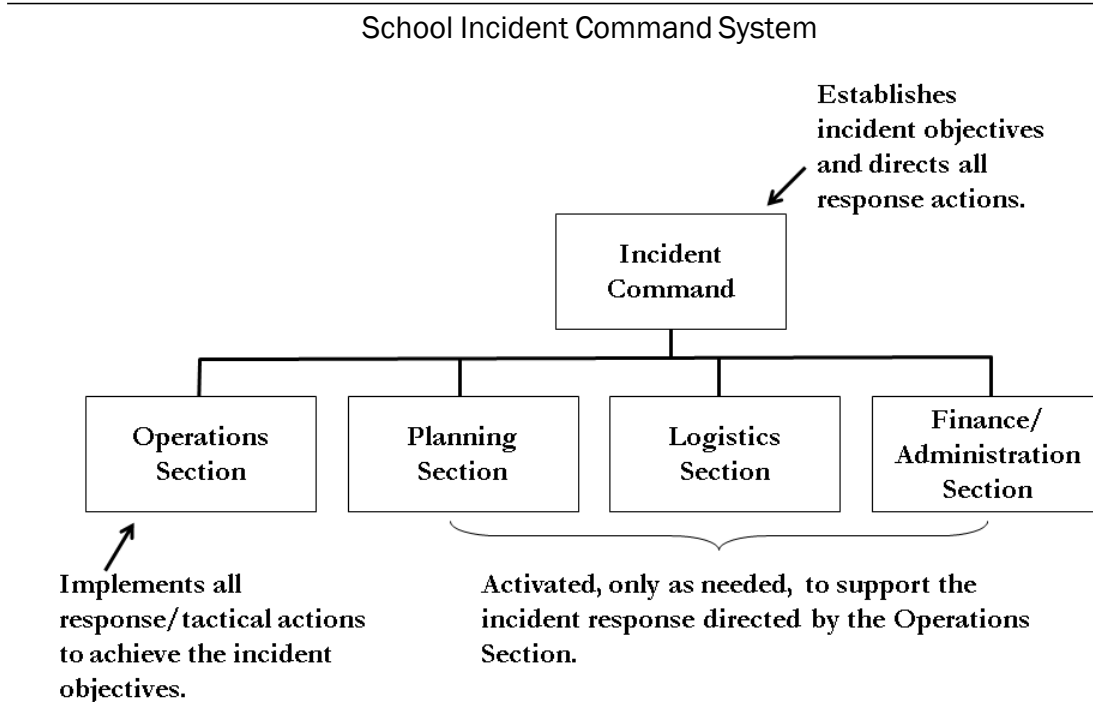 School Incident Command System
Establishes
incident objectives
and directs all
response actions.
Incident
Command
Operations
Section
Planning
Section
Logistics
Section
Finance/
Administration
Section
Implements all
response/tactical actions
to achieve the incident
objectives.
Activated, only as needed, to support the
incident response directed by the Operations
Section.